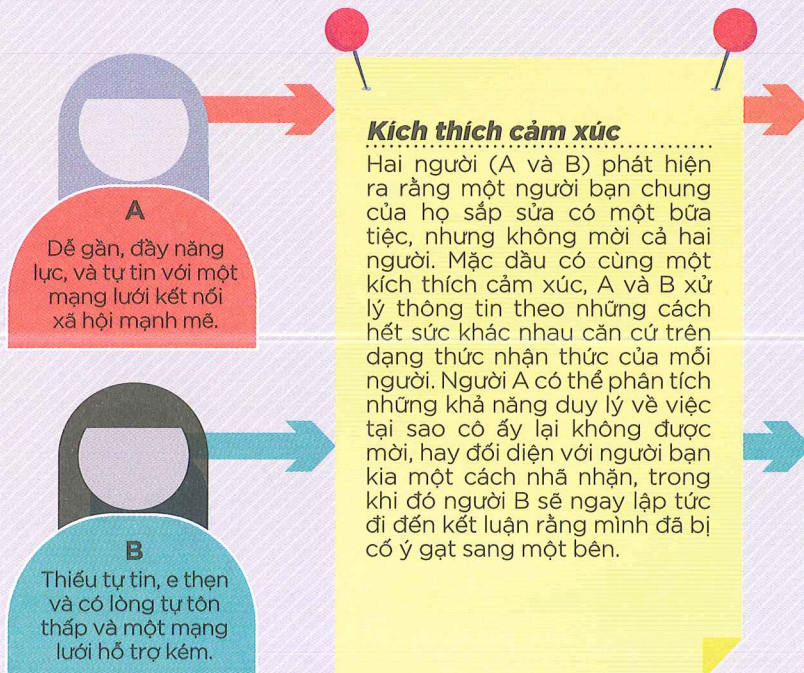 A
Dễ gần, đầy năng
lực, và tự tin với một
mạng lưới kết nối
xã hội mạnh mẽ.
Kích thích cảm xúc
Hai người (A và B) phát hiện
ra rằng một người bạn chung
của họ sắp sửa có một bữa
tiệc, nhưng không mời cả hai
người. Mặc dầu có cùng một
kích thích cảm xúc, A và B xử
lý thông tin theo những cách
hết sức khác nhau căn cứ trên
dạng thức nhận thức của mỗi
người. Người A có thể phân tích
những khả năng duy lý về việc
tại sao cô ấy lại không được
mời, hay đối diện với người bạn
kia một cách nhã nhặn, trong
khi đó người B sẽ ngay lập tức
đi đến kết luận rằng mình đã bị
cố ý gạt sang một bên.
B
Thiếu tự tin, e thẹn
và có lòng tự tôn
thấp và một mạng
lưới hỗ trợ kém.